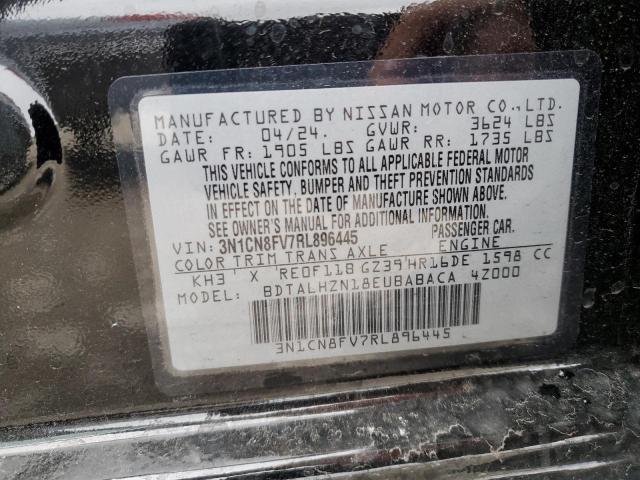 MANUFACTURED BY NISSAN MOTOR CO.,LTD.
DATE: 04/24. GVWR: 3624 LBS
GAWR FR: 1905 LBS GAWR RR: 1735 LBS
THIS VEHICLE CONFORMS TO ALL APPLICABLE FEDERAL MOTOR
VEHICLE SAFETY, BUMPER AND THEFT PREVENTION STANDARDS
IN EFFECT ON THE DATE OF MANUFACTURE SHOWN ABOVE.
SEE OWNER'S MANUAL FOR ADDITIONAL INFORMATION.
VIN: 3N1CN8FV7RL896445 PASSENGER CAR.
COLOR TRIM TRANS AXLE ENGINE
KH3 X RE0F11B GZ39 HR16DE 1598 CC
MODEL: BDTALHZN18EUBABACA 4Z000
3N1CN8FV7RL896445